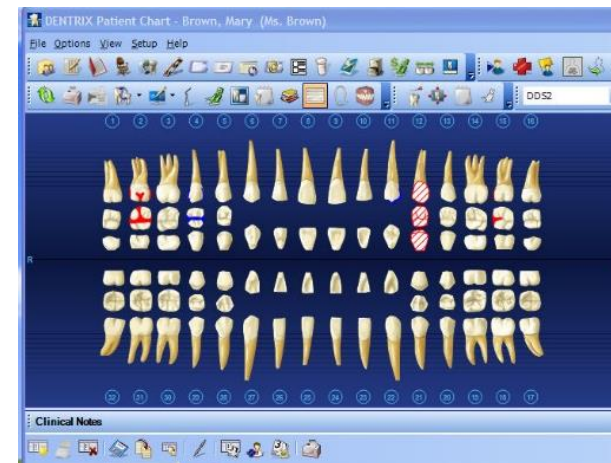 DENTRIX Patient Chart - Brown, Mary (Ms. Brown)
File Options View Setup Help
DDS2
1 2 3 4 5 6 7 8 9 10 11 12 13 14 15 16
R
32 31 30 29 28 27 26 25 24 23 22 21 20 19 18 17
Clinical Notes